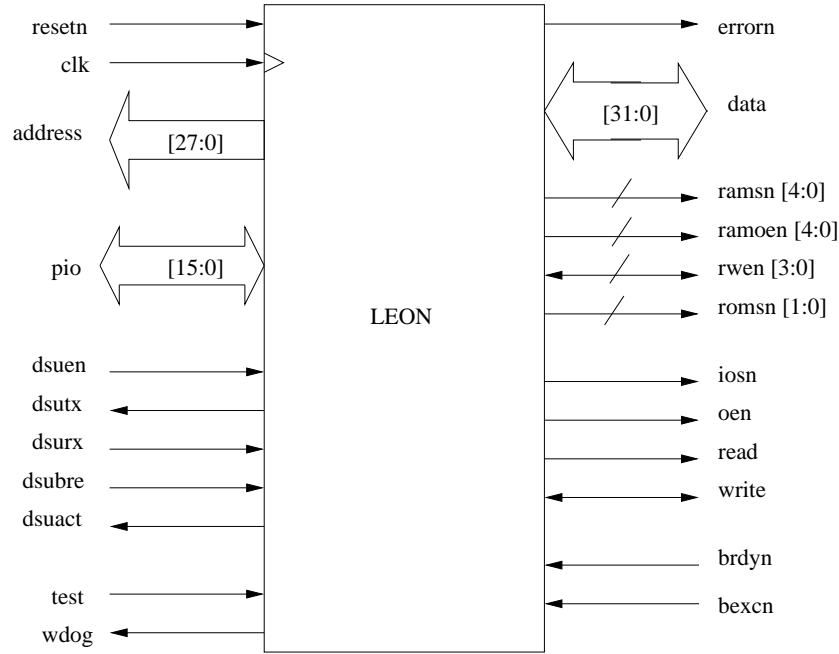 resetn
clk
address
[27:0]
pio
[15:0]
dsuen
dsutx
dsurx
dsubre
dsuact
test
wdog
LEON
errorn
[31:0]
data
ramsn [4:0]
ramoen [4:0]
rwen [3:0]
romsn [1:0]
iosn
oen
read
write
brdyn
bexcn